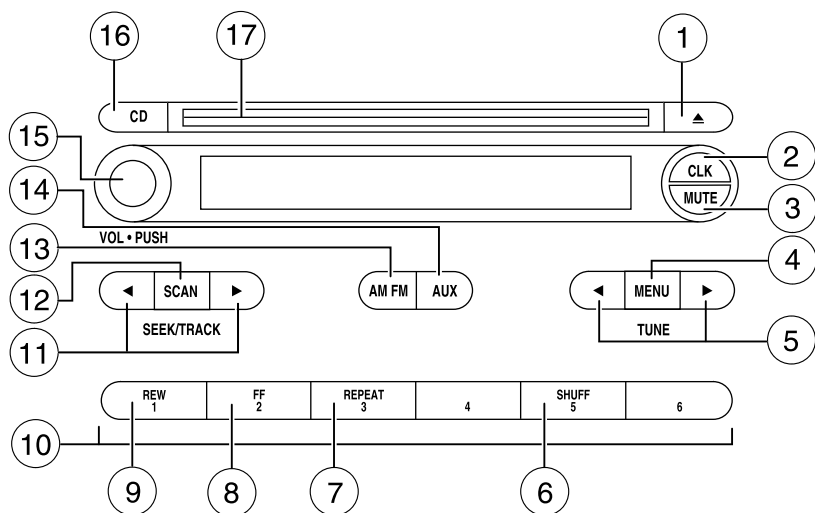 16
17
1
CD
15
2
CLK
14
MUTE
3
VOL • PUSH
13
4
12
SCAN
AM FM
AUX
MENU
11
SEEK/TRACK
TUNE
5
REW
1
FF
2
REPEAT
3
4
SHUFF
5
6
10
9
8
7
6